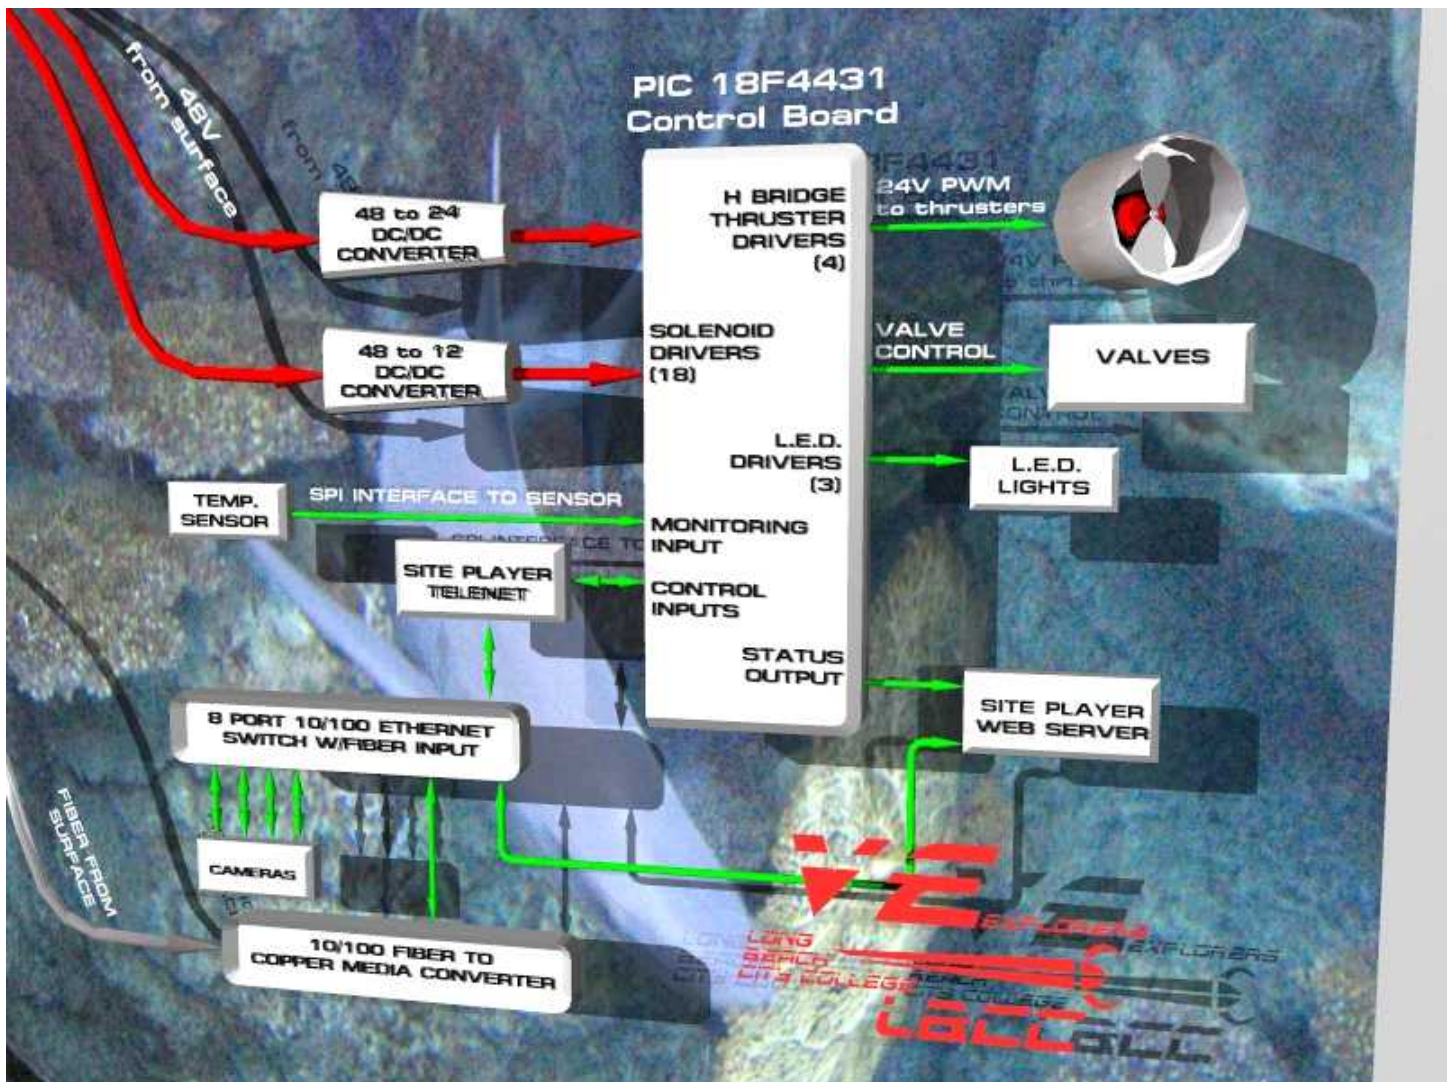 PIC 18F4431
Control Board
48V
from surface
48 to 24
DC/DC
CONVERTER
H BRIDGE
THRUSTER
DRIVERS
(4)
24V PWM
to thrusters
48 to 12
DC/DC
CONVERTER
SOLENOID
DRIVERS
(18)
VALVE
CONTROL
VALVES
L.E.D.
DRIVERS
(3)
L.E.D.
LIGHTS
TEMP.
SENSOR
SPI INTERFACE TO SENSOR
MONITORING
INPUT
SITE PLAYER
TELENET
CONTROL
INPUTS
STATUS
OUTPUT
SITE PLAYER
WEB SERVER
8 PORT 10/100 ETHERNET
SWITCH W/FIBER INPUT
FIBER FROM
SURFACE
CAMERAS
10/100 FIBER TO
COPPER MEDIA CONVERTER
EXPLORERS
LONG
BEACH
CITY COLLEGE
LBCC